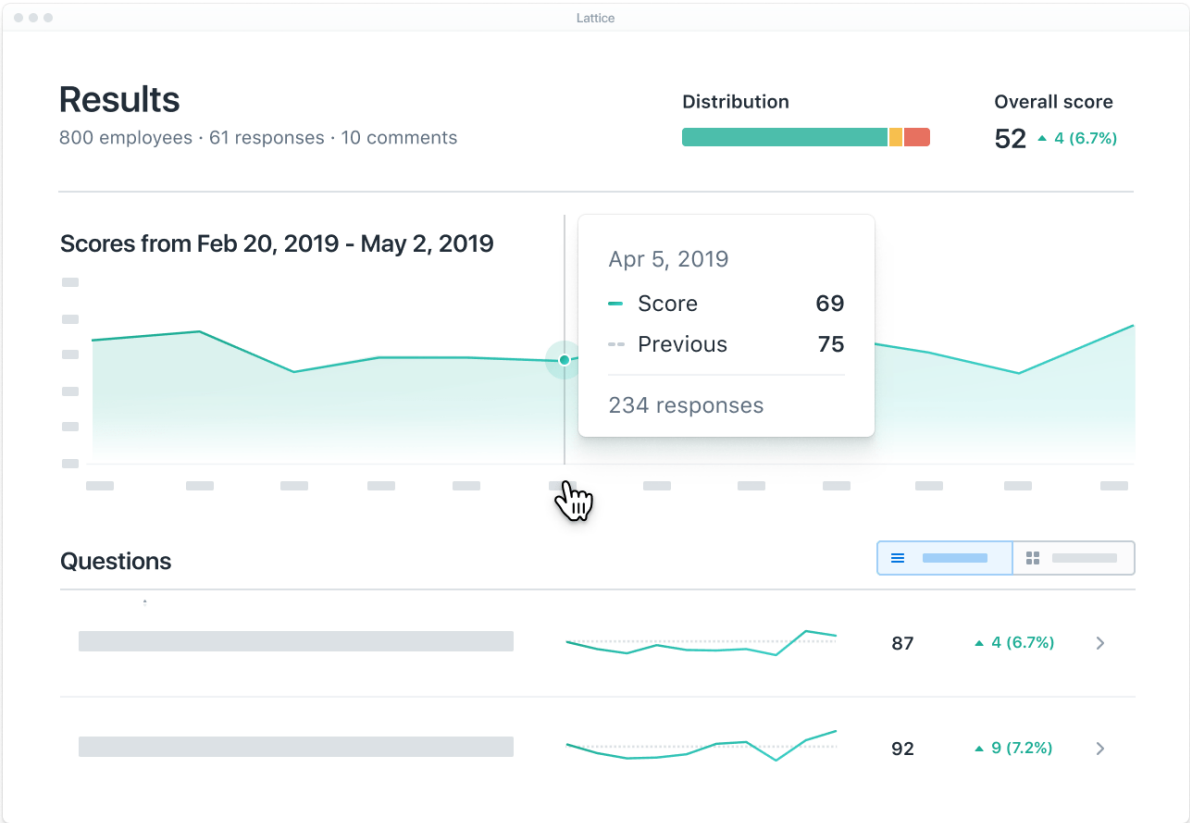 Lattice
Results
800 employees · 61 responses · 10 comments
Distribution
Overall score
52 ▲ 4 (6.7%)
Scores from Feb 20, 2019 - May 2, 2019
Apr 5, 2019
Score 69
Previous 75
234 responses
Questions
87 ▲ 4 (6.7%)
92 ▲ 9 (7.2%)